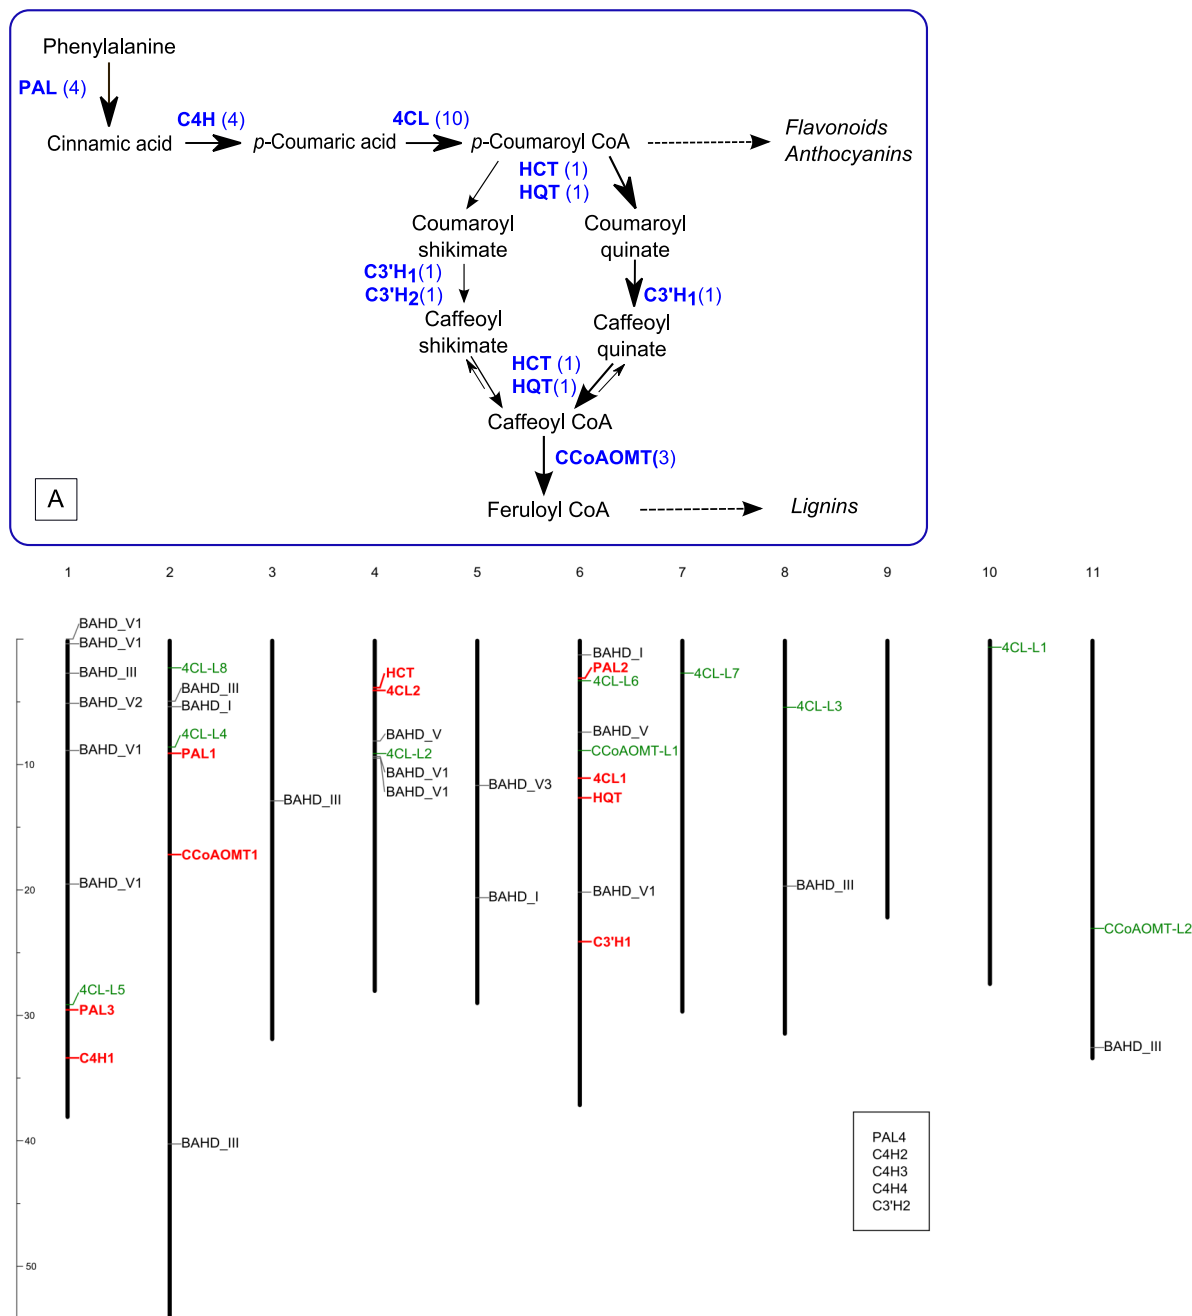 Phenylalanine
PAL (4)
C4H (4)
4CL (10)
Cinnamic acid
p-Coumaric acid
p-Coumaroyl CoA
Flavonoids
Anthocyanins
HCT (1)
HQT (1)
Coumaroyl
shikimate
Coumaroyl
quinate
C3'H1(1)
C3'H2(1)
C3'H1(1)
Caffeoyl
shikimate
Caffeoyl
quinate
HCT (1)
HQT(1)
Caffeoyl CoA
CCoAOMT(3)
A
Feruloyl CoA
Lignins
1 2 3 4 5 6 7 8 9 10 11
10
20
30
40
50
BAHD_V1
BAHD_V1
BAHD_III
BAHD_V2
BAHD_V1
BAHD_V1
4CL-L5
PAL3
C4H1
4CL-L8
BAHD_III
BAHD_I
4CL-L4
PAL1
CCoAOMT1
BAHD_III
BAHD_III
HCT
4CL2
BAHD_V
4CL-L2
BAHD_V1
BAHD_V1
BAHD_V3
BAHD_I
BAHD_I
PAL2
4CL-L6
BAHD_V
CCoAOMT-L1
4CL1
HQT
BAHD_V1
C3'H1
4CL-L7
4CL-L3
BAHD_III
4CL-L1
CCoAOMT-L2
BAHD_III
PAL4
C4H2
C4H3
C4H4
C3'H2